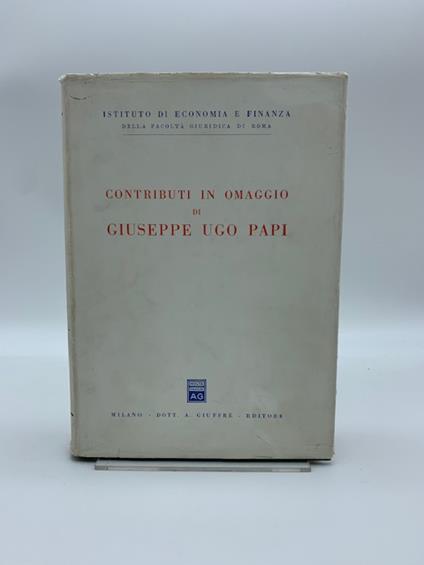 ISTITUTO DI ECONOMIA E FINANZA
DELLA FACOLTÀ GIURIDICA DI ROMA
CONTRIBUTI IN OMAGGIO
DI
GIUSEPPE UGO PAPI
AG
MILANO - DOTT. A. GIUFFRÈ - EDITORE